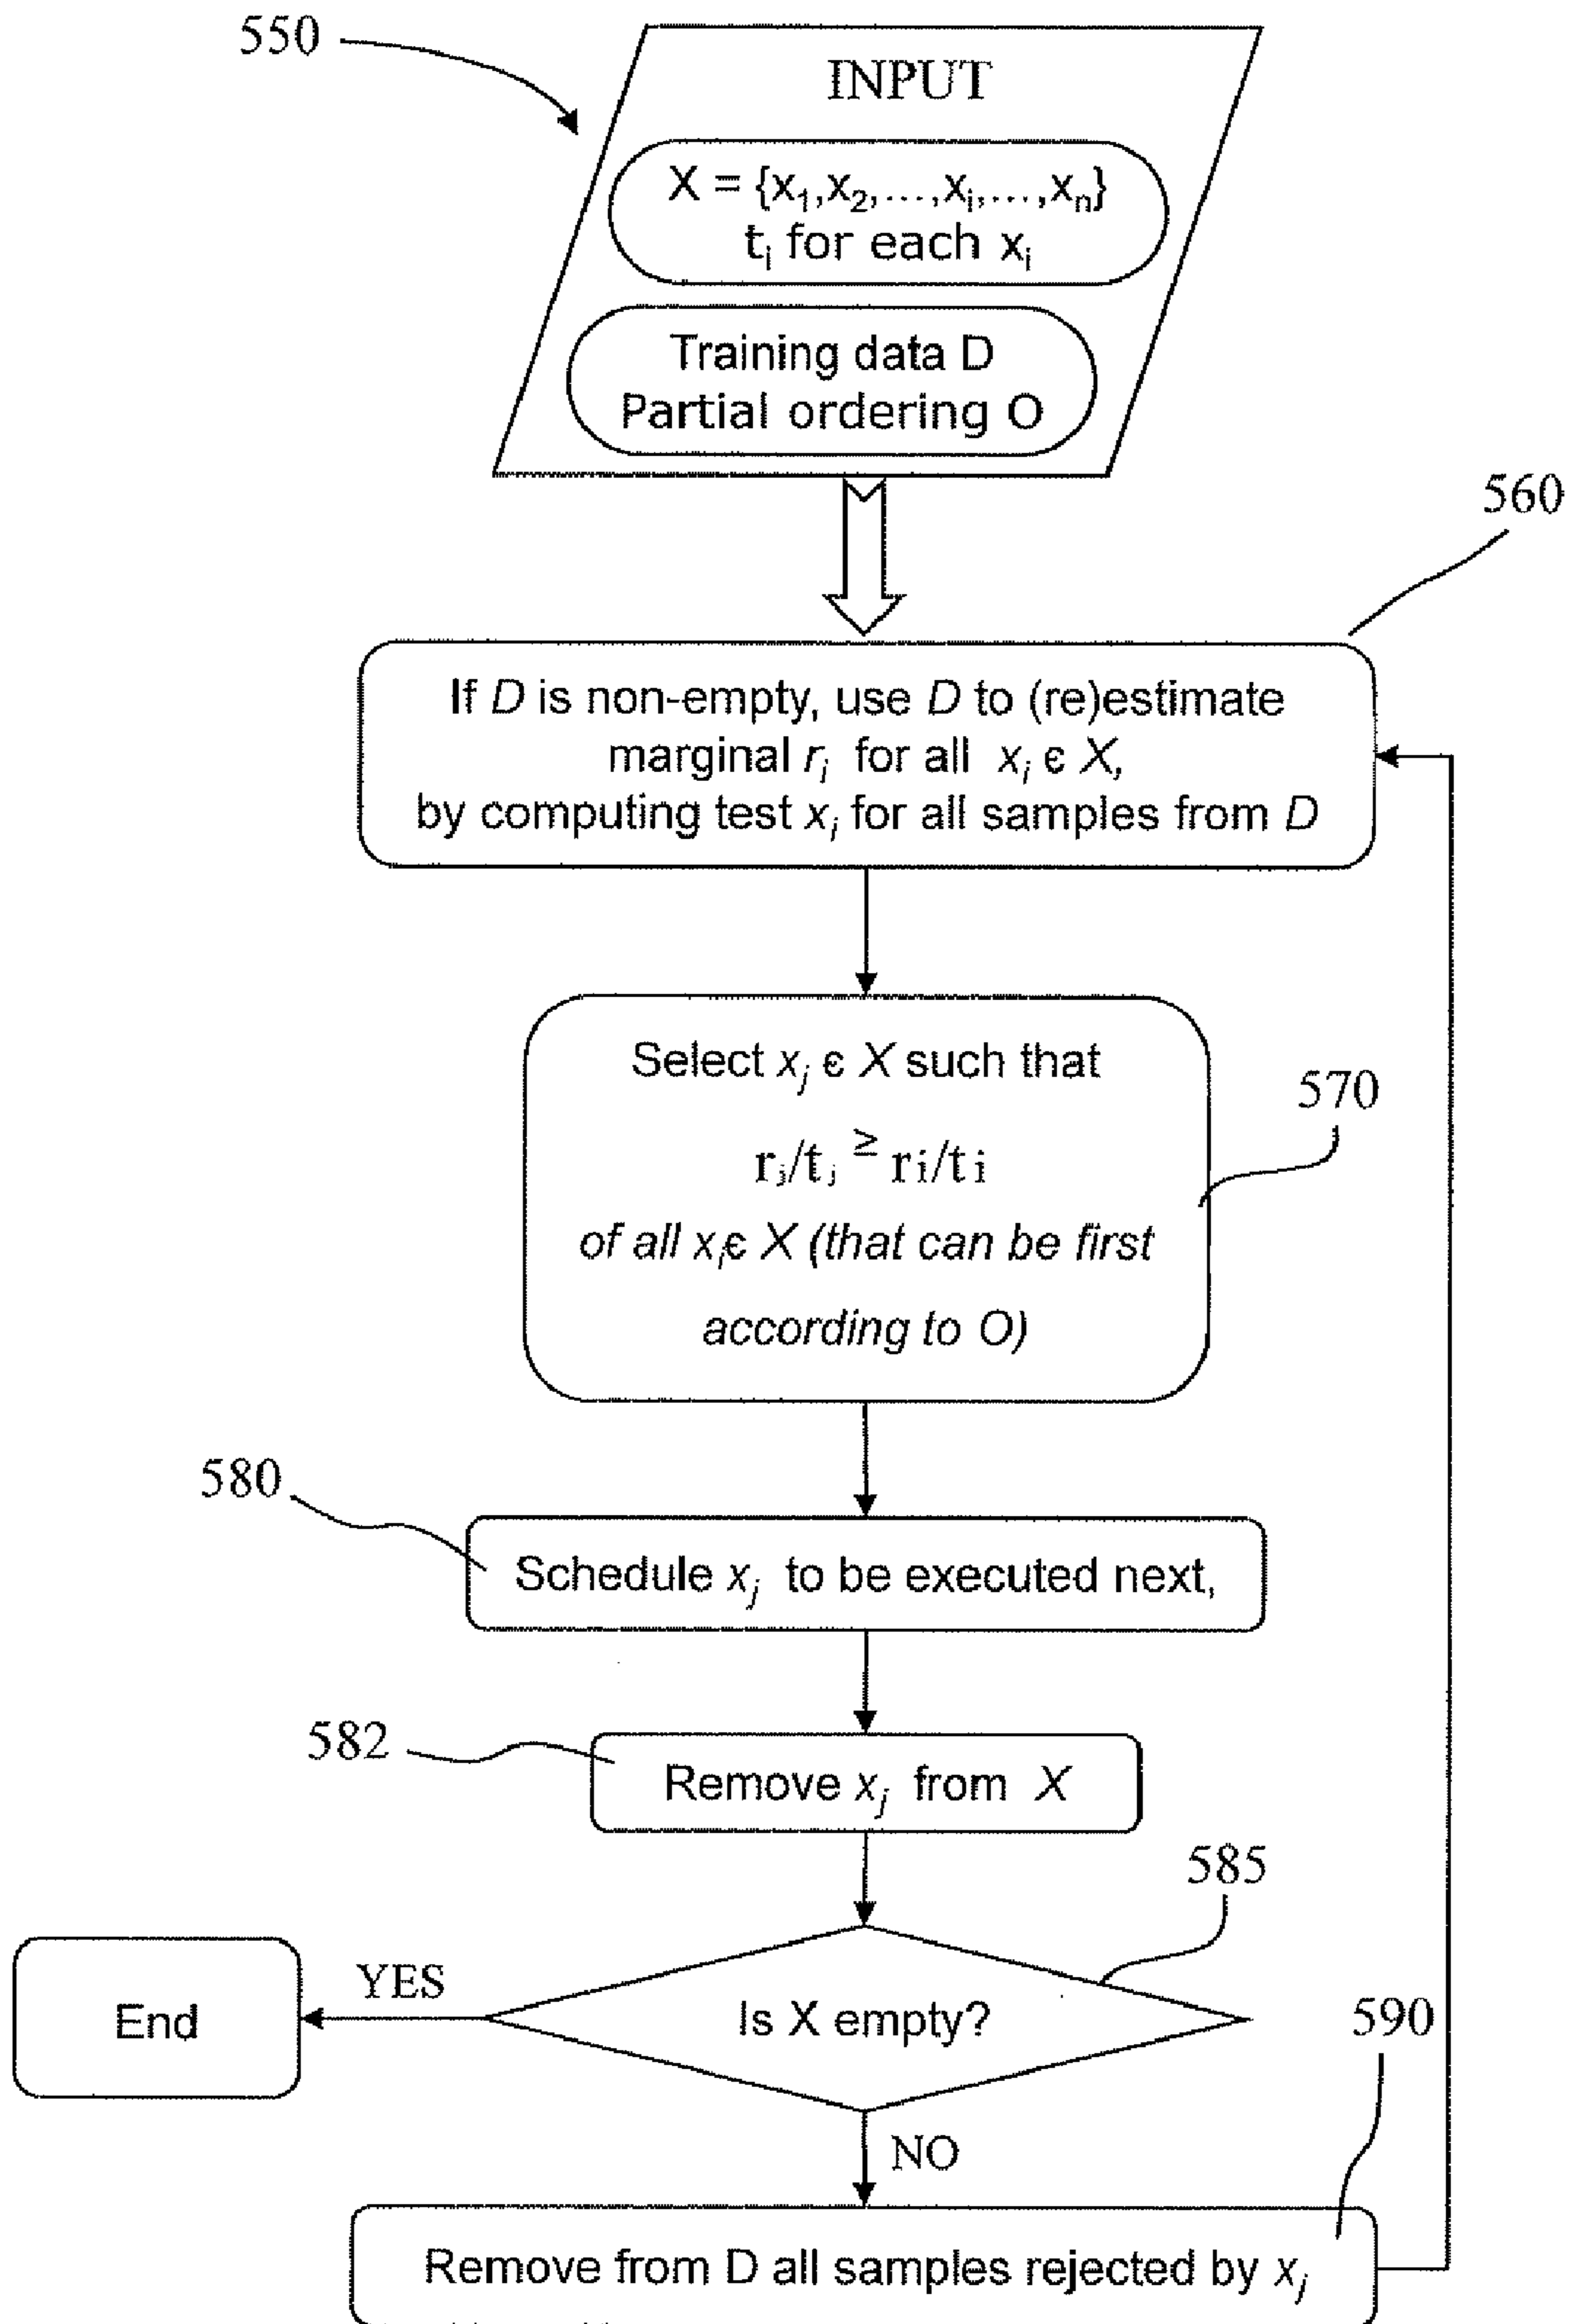 550
INPUT
X = {x₁,x₂,...,xᵢ,...,xₙ}
tᵢ for each xᵢ
Training data D
Partial ordering O
560
If D is non-empty, use D to (re)estimate
marginal rᵢ for all xᵢ ϵ X,
by computing test xᵢ for all samples from D
Select xⱼ ϵ X such that
rⱼ/tⱼ ≥ ri/ti
of all xᵢϵ X (that can be first
according to O)
570
580
Schedule xⱼ to be executed next,
582
Remove xⱼ from X
585
YES
End
Is X empty?
590
NO
Remove from D all samples rejected by xⱼ